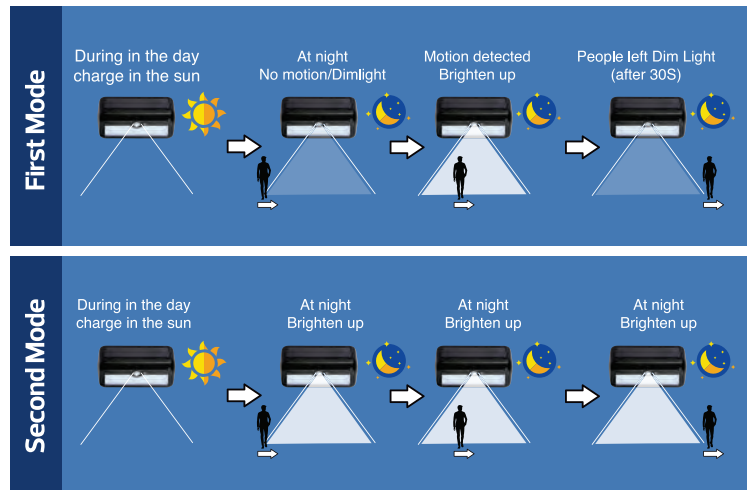 First Mode
During in the day
charge in the sun
At night
No motion/Dimlight
Motion detected
Brighten up
People left Dim Light
(after 30S)
Second Mode
During in the day
charge in the sun
At night
Brighten up
At night
Brighten up
At night
Brighten up